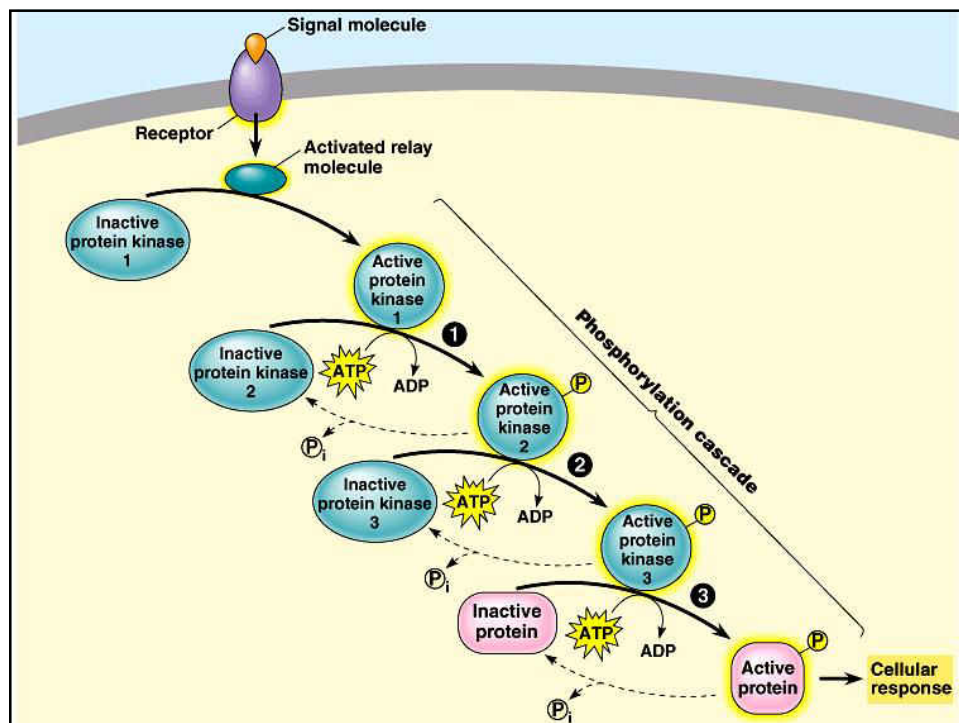 Signal molecule
Receptor
Activated relay
molecule
Inactive
protein kinase
1
Active
protein
kinase
1
Phosphorylation cascade
1
Inactive
protein kinase
2
ATP
ADP
P
Active
protein
kinase
2
Pi
2
Inactive
protein kinase
3
ATP
ADP
P
Active
protein
kinase
3
Pi
3
Inactive
protein
ATP
ADP
P
Active
protein
Cellular
response
Pi